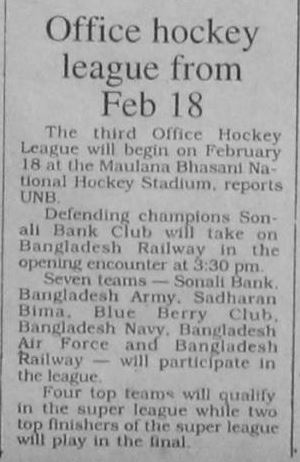 Office hockey
league from
Feb 18
The third Office Hockey
League will begin on February
18 at the Maulana Bhasani Na-
tional Hockey Stadium, reports
UNB.
Defending champions Son-
ali Bank Club will take on
Bangladesh Railway in the
opening encounter at 3:30 pm.
Seven teams — Sonali Bank,
Bangladesh Army, Sadharan
Bima, Blue Berry Club,
Bangladesh Navy, Bangladesh
Air Force and Bangladesh
Railway — will participate in
the league.
Four top teams will qualify
in the super league while two
top finishers of the super league
will play in the final.